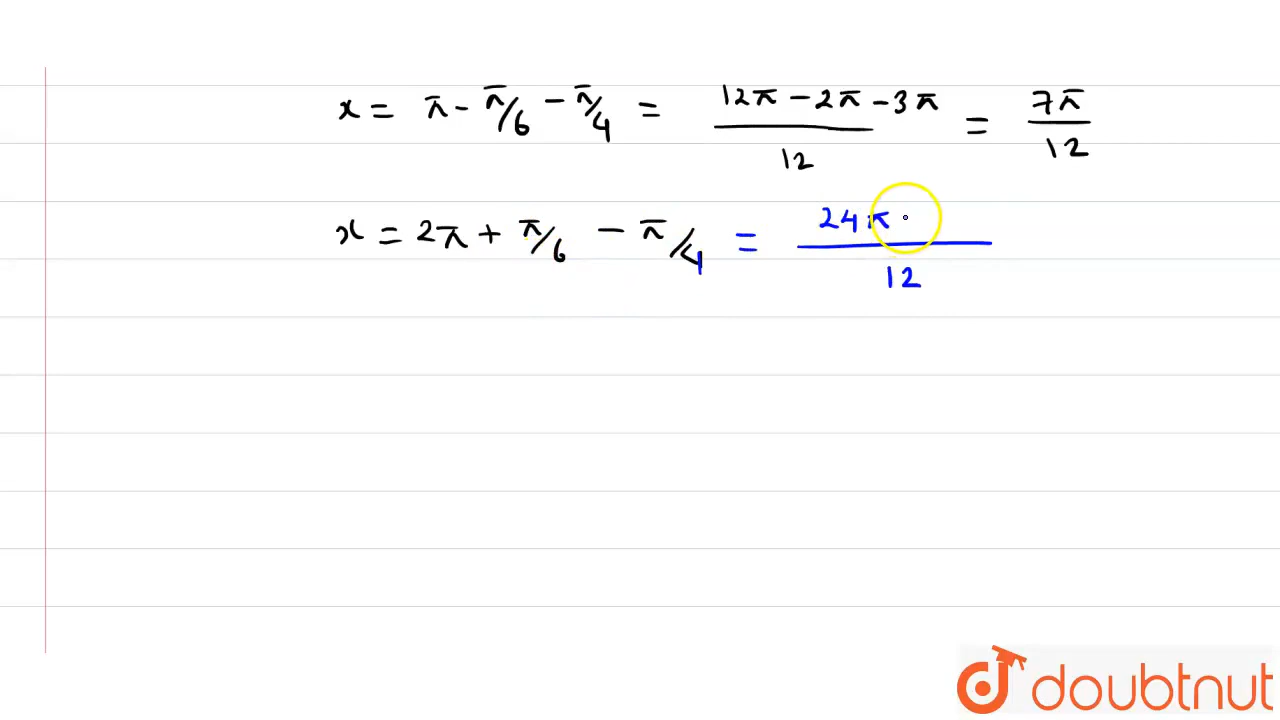 x = π - π/6 - π/4 = 12π - 2π - 3π / 12 = 7π / 12
x = 2π + π/6 - π/4 = 24π / 12
doubtnut